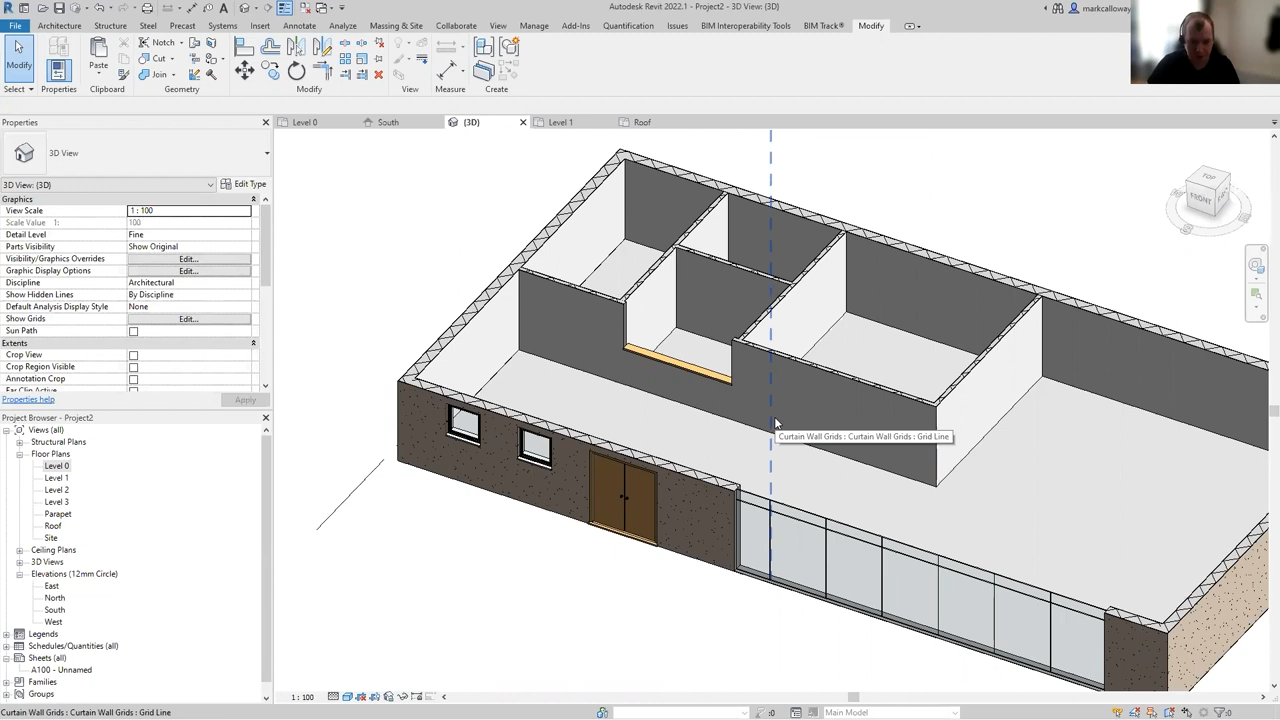 Autodesk Revit 2022.1 - Project2 - 3D View: {3D}
markcalloway
File
Architecture
Structure
Steel
Precast
Systems
Insert
Annotate
Analyze
Massing & Site
Collaborate
View
Manage
Add-Ins
Quantification
Issues
Interoperability Tools
BIM Track®
Modify
Modify
Paste
Notch
Cut
Join
Select
Properties
Clipboard
Geometry
Modify
View
Measure
Create
Properties
Level 0
South
{3D}
Level 1
Roof
3D View
3D View: {3D}
Edit Type
Graphics
View Scale 1 : 100
Scale Value 1: 100
Detail Level Fine
Parts Visibility Show Original
Visibility/Graphics Overrides Edit...
Graphic Display Options Edit...
Discipline Architectural
Show Hidden Lines By Discipline
Default Analysis Display Style None
Show Grids Edit...
Sun Path
Extents
Crop View
Crop Region Visible
Annotation Crop
Far Clip Active
Properties help
Apply
Project Browser - Project2
Views (all)
Structural Plans
Floor Plans
Level 0
Level 1
Level 2
Level 3
Parapet
Roof
Site
Ceiling Plans
3D Views
Elevations (12mm Circle)
East
North
South
West
Legends
Schedules/Quantities (all)
Sheets (all)
A100 - Unnamed
Families
Groups
TOP
FRONT
Curtain Wall Grids : Curtain Wall Grids : Grid Line
1 : 100
Curtain Wall Grids : Curtain Wall Grids : Grid Line
:0
Main Model
:0